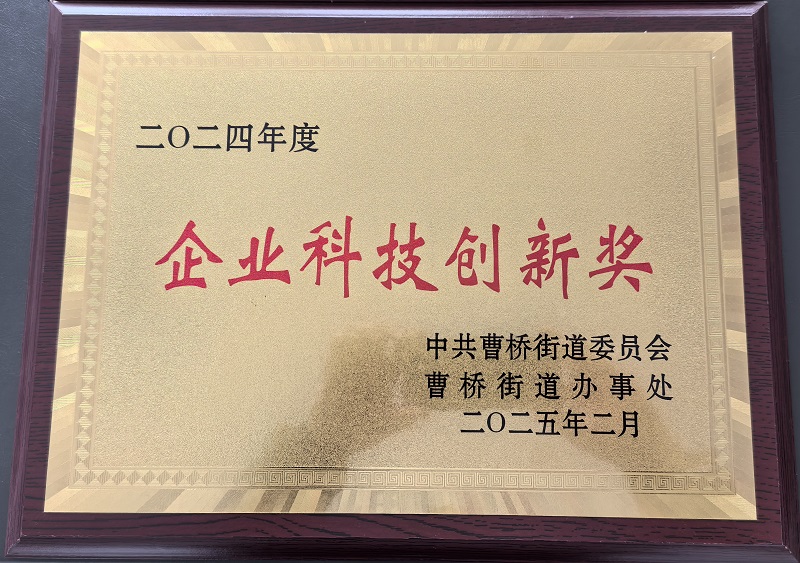 二〇二四年度
企业科技创新奖
中共曹桥街道委员会
曹桥街道办事处
二〇二五年二月